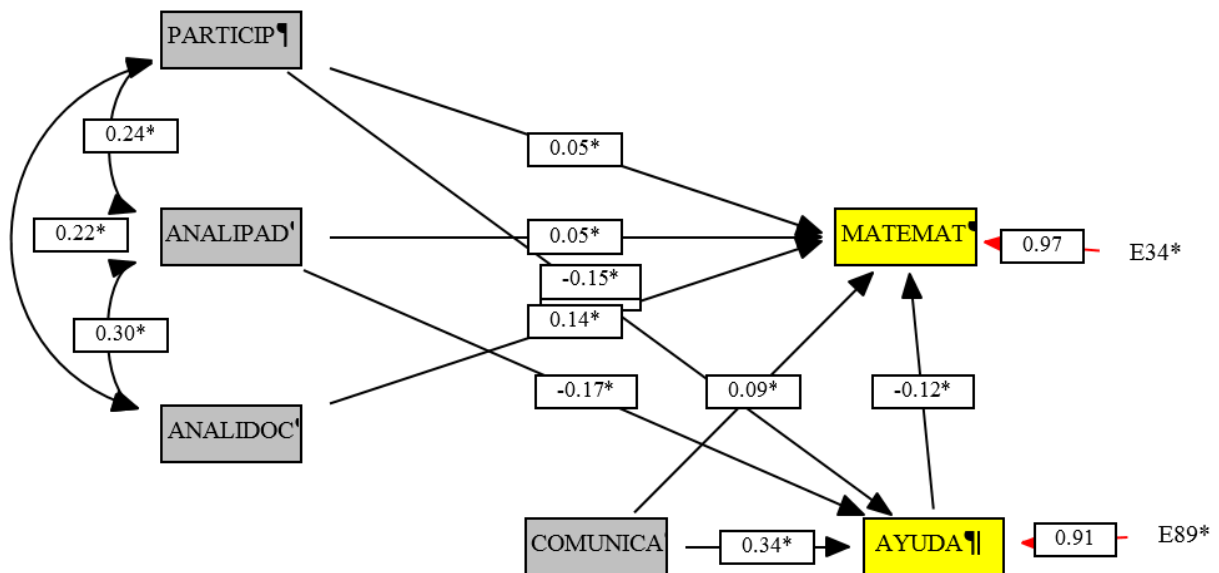 PARTICIP¶
0.24*
0.05*
0.22*
ANALIPAD
0.05*
MATEMAT
0.97
E34*
-0.15*
0.30*
0.14*
-0.17*
0.09*
-0.12*
ANALIDOC
COMUNICA
0.34*
AYUDA¶
0.91
E89*